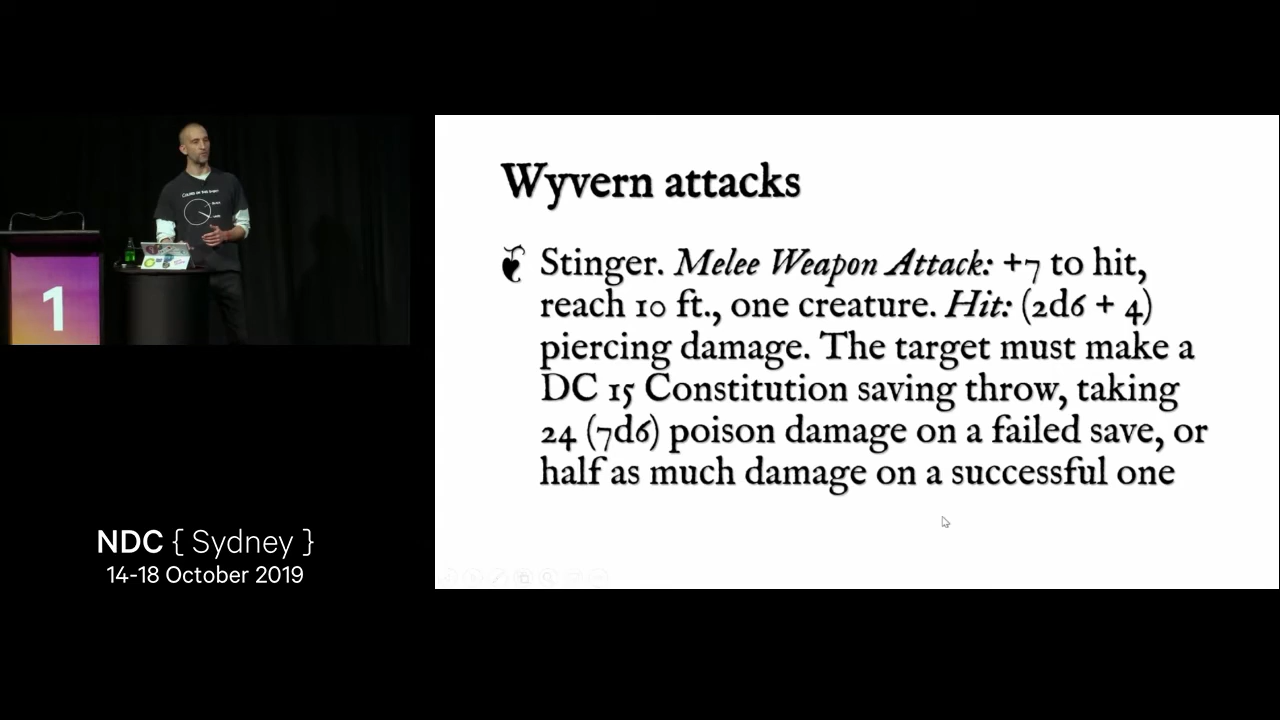 Wyvern attacks
Stinger. Melee Weapon Attack: +7 to hit,
reach 10 ft., one creature. Hit: (2d6 + 4)
piercing damage. The target must make a
DC 15 Constitution saving throw, taking
24 (7d6) poison damage on a failed save, or
half as much damage on a successful one
1
NDC { Sydney }
14-18 October 2019